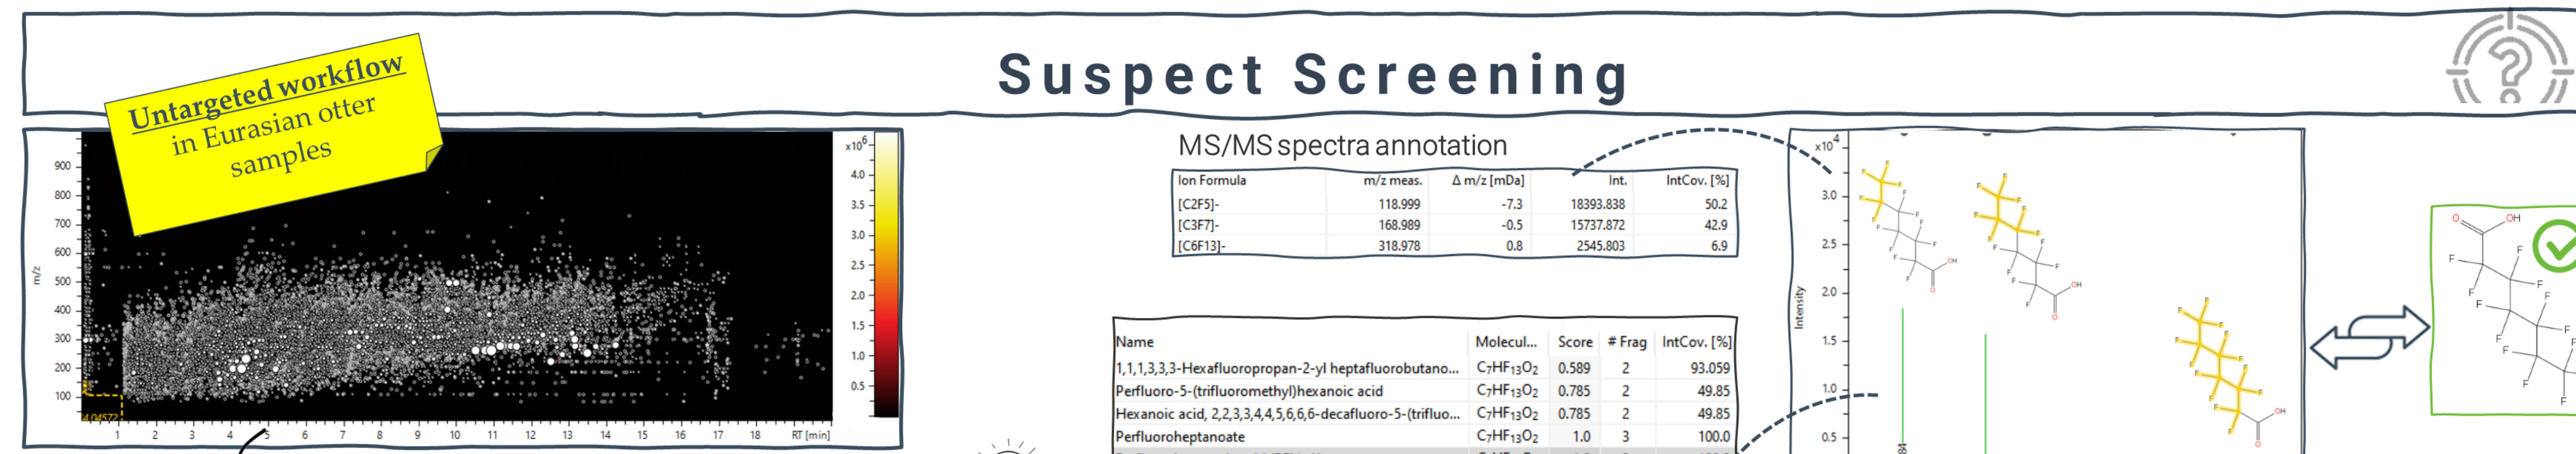 Suspect Screening
Untargeted workflow
in Eurasian otter
samples
m/z
900
800
700
600
500
400
300
200
100
4.04572
1 2 3 4 5 6 7 8 9 10 11 12 13 14 15 16 17 18 RT [min]
x10^6
4.0
3.5
3.0
2.5
2.0
1.5
1.0
0.5
MS/MS spectra annotation
Ion Formula m/z meas. Δ m/z [mDa] Int. IntCov. [%]
[C2F5]- 118.999 -7.3 18393.838 50.2
[C3F7]- 168.989 -0.5 15737.872 42.9
[C6F13]- 318.978 0.8 2545.803 6.9
Name Molecul... Score # Frag IntCov. [%]
1,1,1,3,3,3-Hexafluoropropan-2-yl heptafluorobutano... C₇HF₁₃O₂ 0.589 2 93.059
Perfluoro-5-(trifluoromethyl)hexanoic acid C₇HF₁₃O₂ 0.785 2 49.85
Hexanoic acid, 2,2,3,3,4,4,5,6,6,6-decafluoro-5-(trifluo... C₇HF₁₃O₂ 0.785 2 49.85
Perfluoroheptanoate C₇HF₁₃O₂ 1.0 3 100.0
Intensity
x10^4
3.0
2.5
2.0
1.5
1.0
0.5